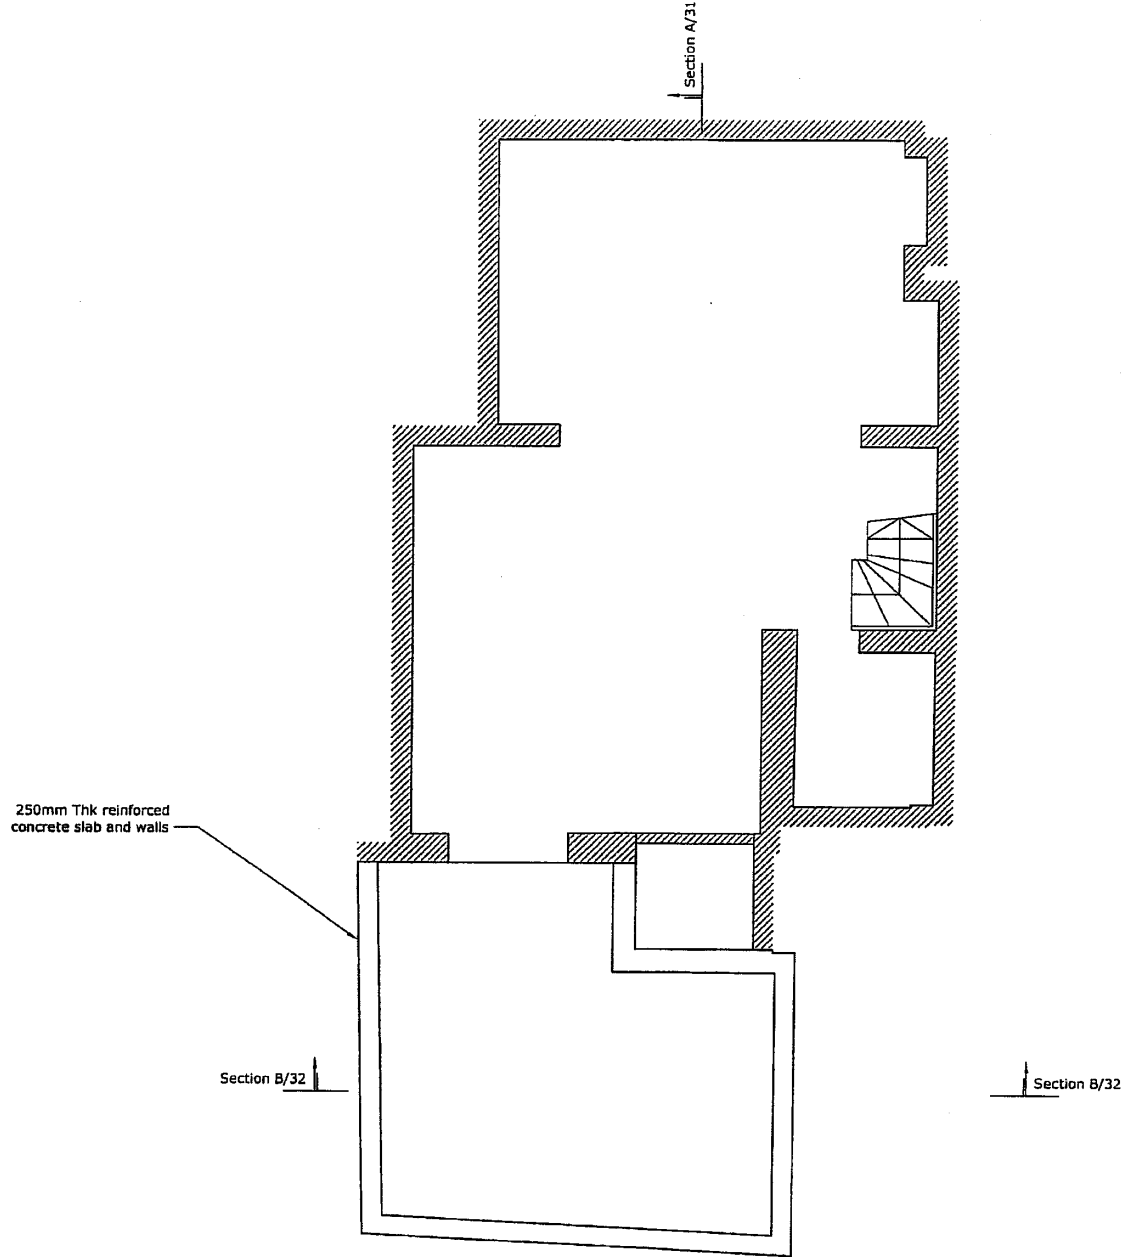 Section A/31
250mm Thk reinforced
concrete slab and walls
Section B/32
Section B/32